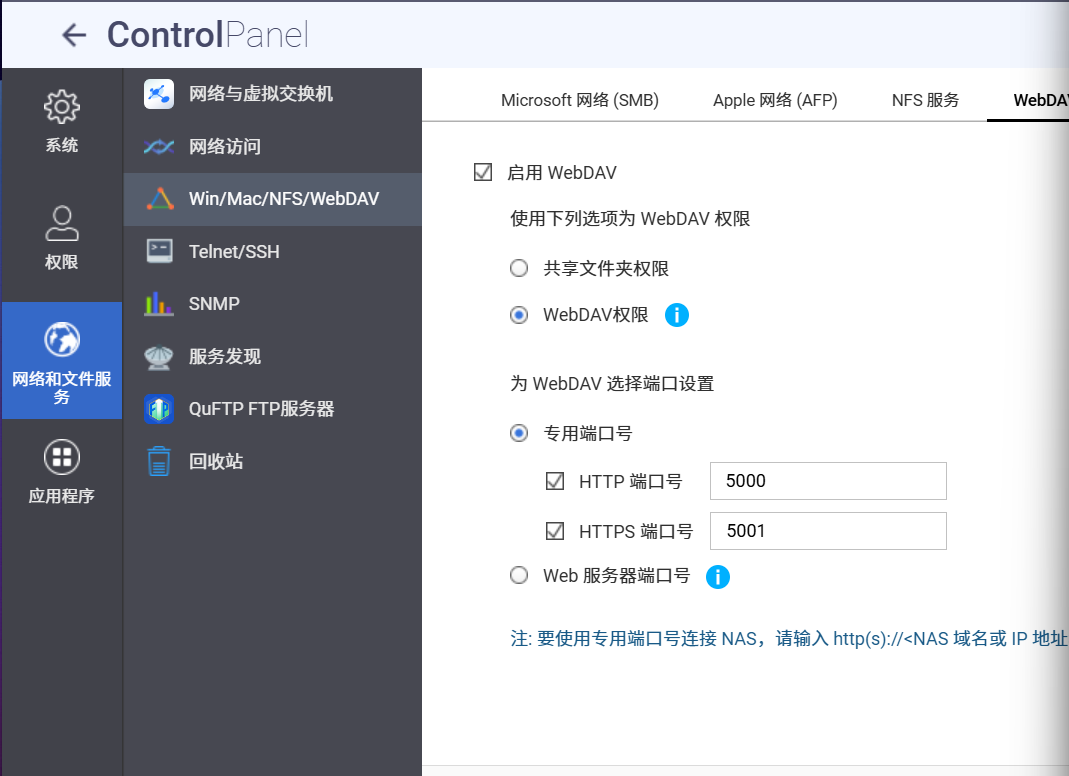 ControlPanel
系统
权限
网络和文件服
务
应用程序
网络与虚拟交换机
网络访问
Win/Mac/NFS/WebDAV
Telnet/SSH
SNMP
服务发现
QuFTP FTP服务器
回收站
Microsoft 网络 (SMB) Apple 网络 (AFP) NFS 服务 WebDAV
启用 WebDAV
使用下列选项为 WebDAV 权限
共享文件夹权限
WebDAV权限
为 WebDAV 选择端口设置
专用端口号
HTTP 端口号 5000
HTTPS 端口号 5001
Web 服务器端口号
注: 要使用专用端口号连接 NAS，请输入 http(s)://<NAS 域名或 IP 地址